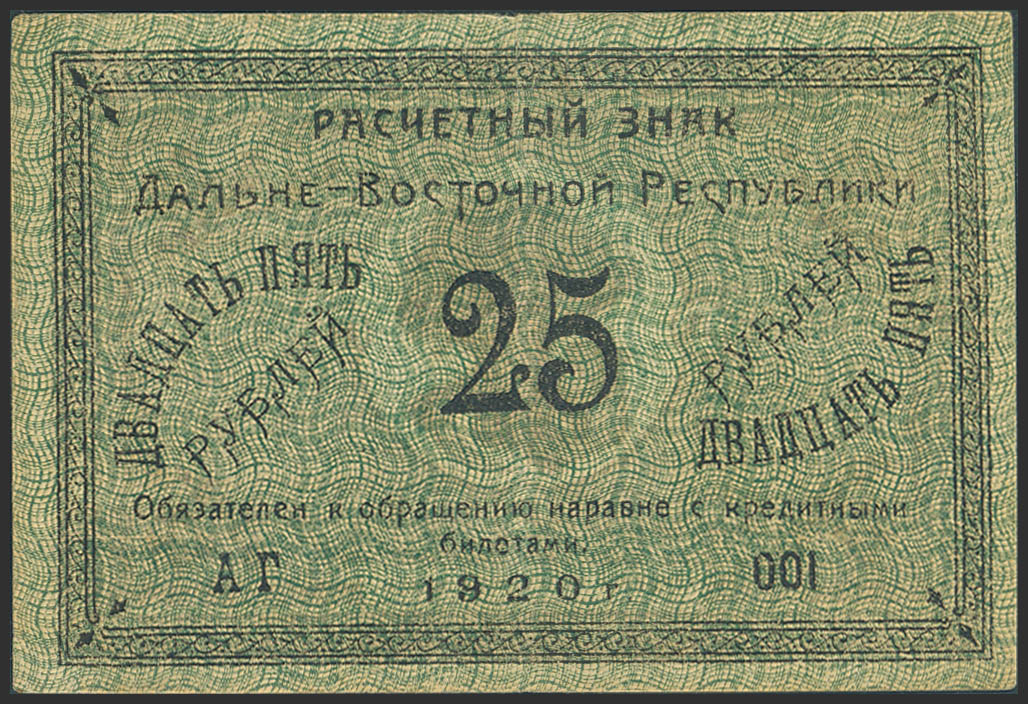 РАСЧЕТНЫЙ ЗНАК
ДАЛЬНЕ-ВОСТОЧНОЙ РЕСПУБЛИКИ
ДВАДЦАТЬ ПЯТЬ
РУБЛЕЙ
25
РУБЛЕЙ
ДВАДЦАТЬ ПЯТЬ
Обязателен к обращению наравне с кредитными
билетами.
АГ
001
1920 г